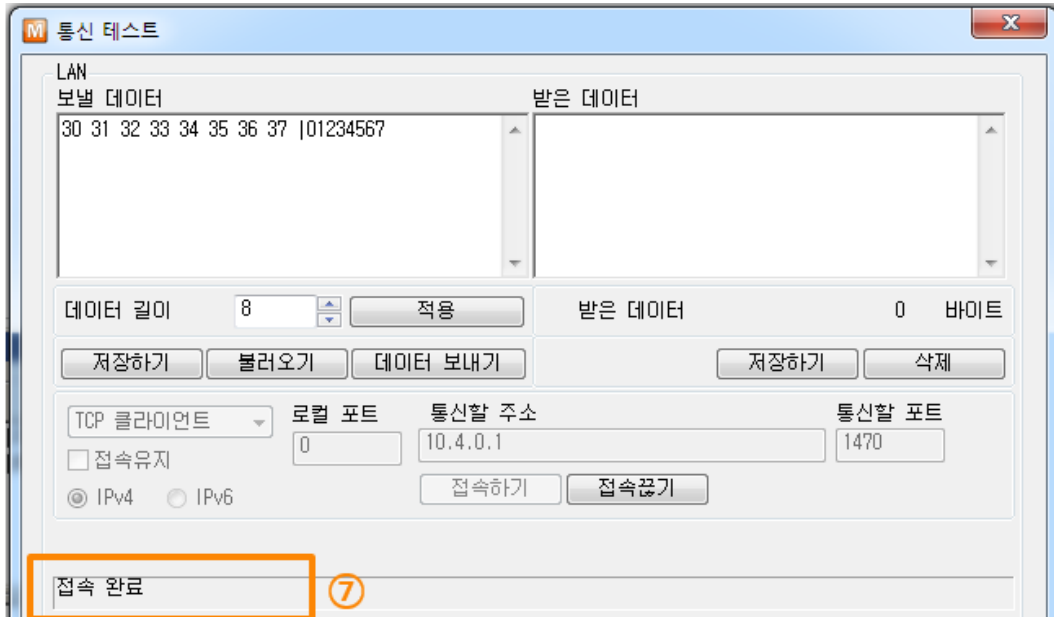 M 통신 테스트 X
LAN
보낼 데이터
받은 데이터
30 31 32 33 34 35 36 37 |01234567
데이터 길이 8 적용
받은 데이터 0 바이트
저장하기 불러오기 데이터 보내기
저장하기 삭제
TCP 클라이언트 로컬 포트 통신할 주소 통신할 포트
0 10.4.0.1 1470
접속유지
IPv4 IPv6 접속하기 접속끊기
접속 완료 ⑦